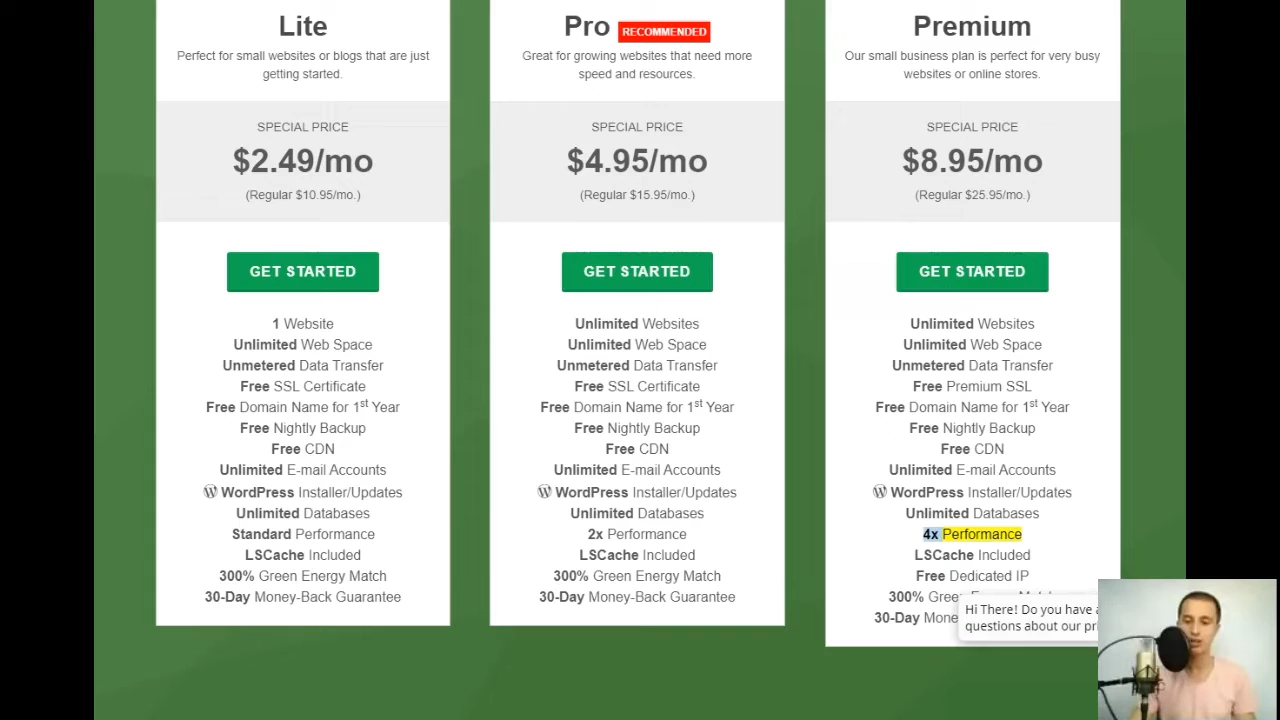 Lite
Perfect for small websites or blogs that are just
getting started.
SPECIAL PRICE
$2.49/mo
(Regular $10.95/mo.)
GET STARTED
1 Website
Unlimited Web Space
Unmetered Data Transfer
Free SSL Certificate
Free Domain Name for 1st Year
Free Nightly Backup
Free CDN
Unlimited E-mail Accounts
WordPress Installer/Updates
Unlimited Databases
Standard Performance
LSCache Included
300% Green Energy Match
30-Day Money-Back Guarantee
Pro RECOMMENDED
Great for growing websites that need more
speed and resources.
SPECIAL PRICE
$4.95/mo
(Regular $15.95/mo.)
GET STARTED
Unlimited Websites
Unlimited Web Space
Unmetered Data Transfer
Free SSL Certificate
Free Domain Name for 1st Year
Free Nightly Backup
Free CDN
Unlimited E-mail Accounts
WordPress Installer/Updates
Unlimited Databases
2x Performance
LSCache Included
300% Green Energy Match
30-Day Money-Back Guarantee
Premium
Our small business plan is perfect for very busy
websites or online stores.
SPECIAL PRICE
$8.95/mo
(Regular $25.95/mo.)
GET STARTED
Unlimited Websites
Unlimited Web Space
Unmetered Data Transfer
Free Premium SSL
Free Domain Name for 1st Year
Free Nightly Backup
Free CDN
Unlimited E-mail Accounts
WordPress Installer/Updates
Unlimited Databases
4x Performance
LSCache Included
Free Dedicated IP
300%
30-Day
Hi There! Do you have
questions about our